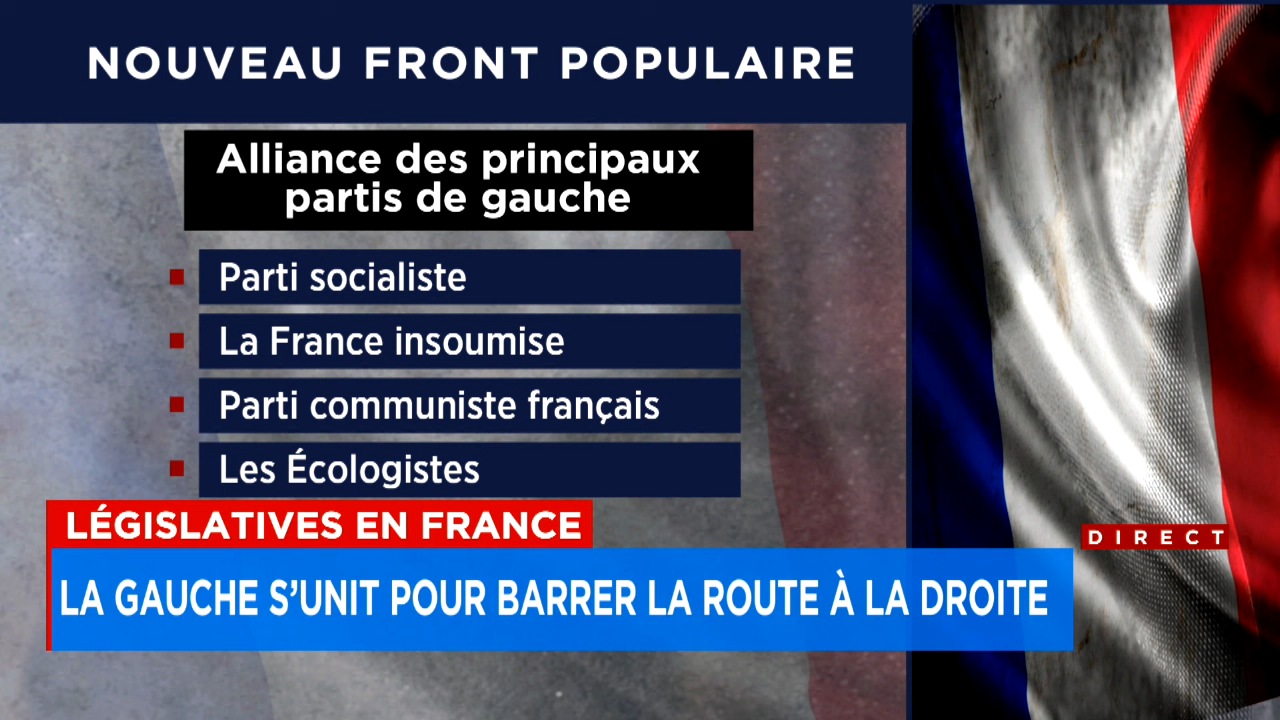 NOUVEAU FRONT POPULAIRE
Alliance des principaux
partis de gauche
Parti socialiste
La France insoumise
Parti communiste français
Les Écologistes
LÉGISLATIVES EN FRANCE
DIRECT
LA GAUCHE S’UNIT POUR BARRER LA ROUTE À LA DROITE